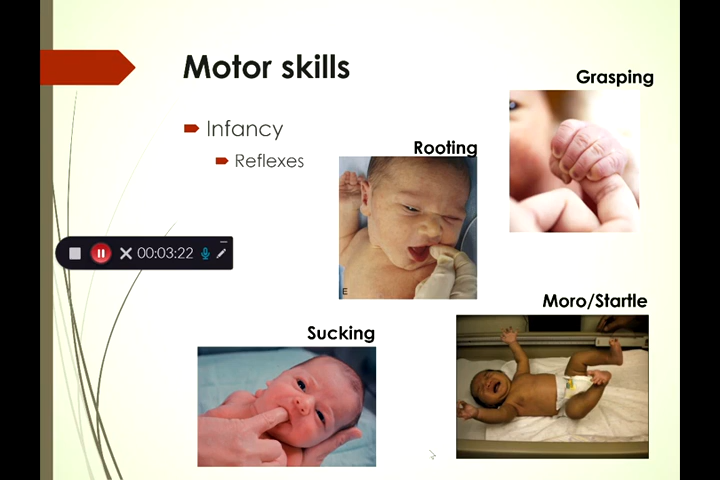 Motor skills
Grasping
Infancy
Rooting
Reflexes
00:03:22
E
Moro/Startle
Sucking